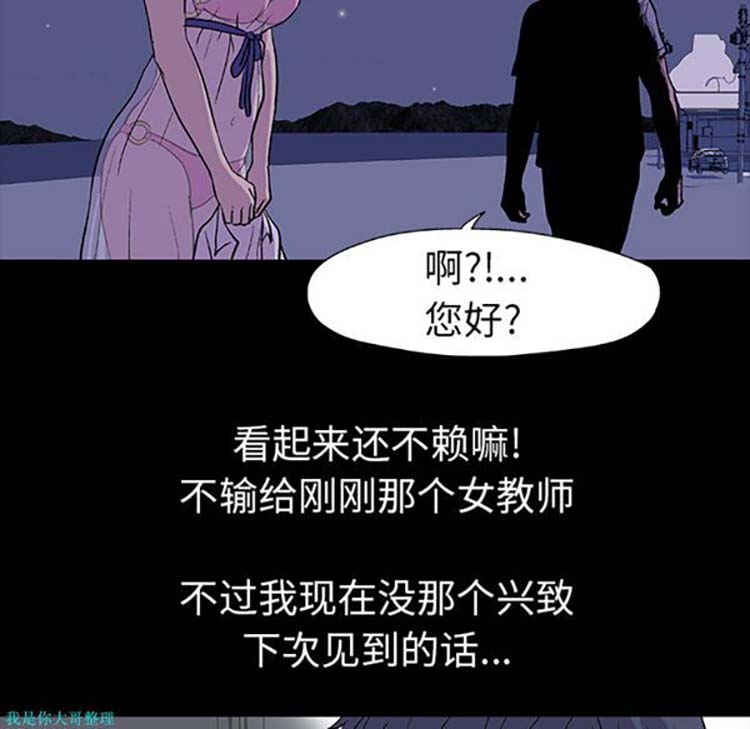 啊?!...
您好?
看起来还不赖嘛!
不输给刚刚那个女教师
不过我现在没那个兴致
下次见到的话...
我是你大哥整理